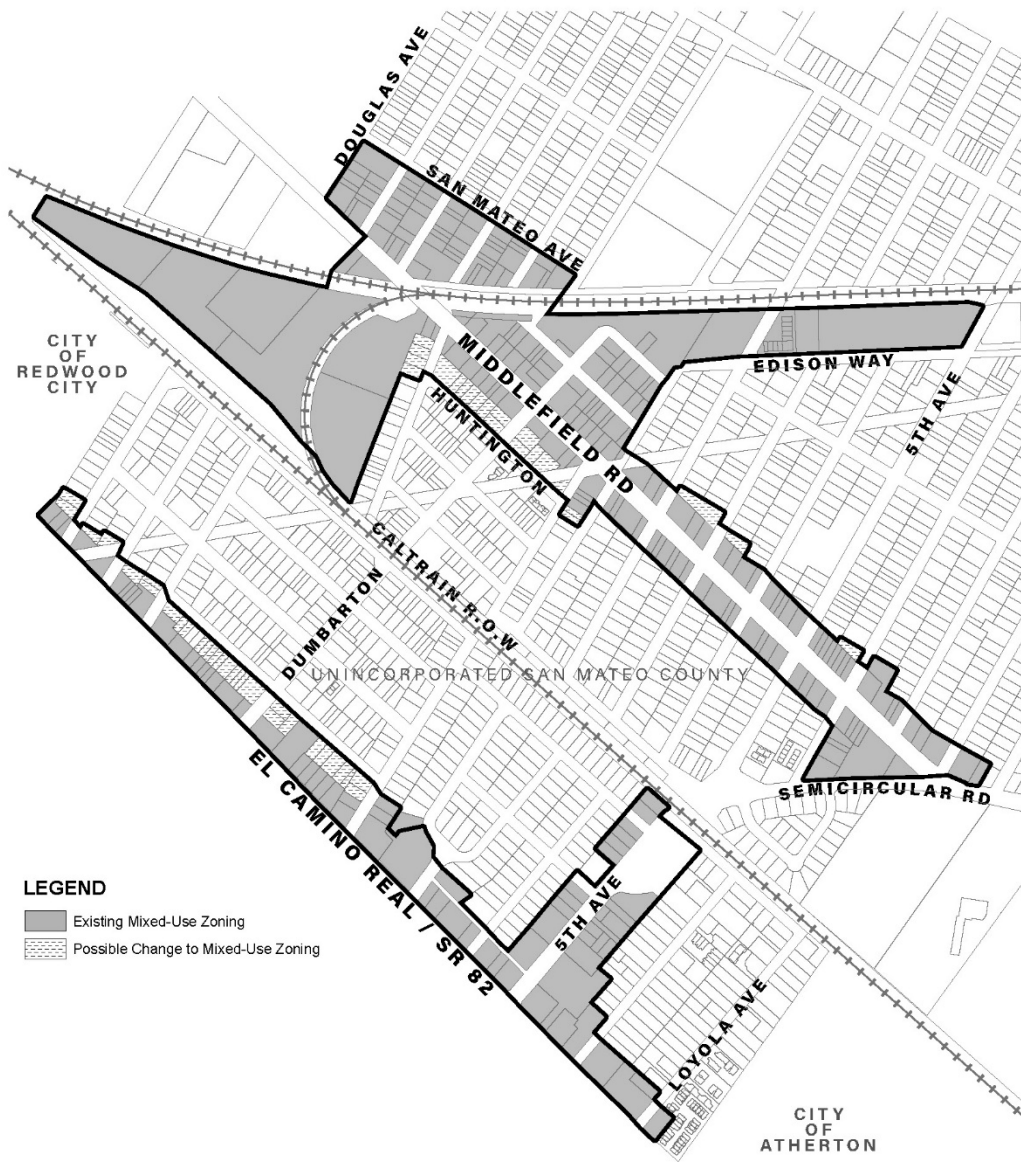 DOUGLAS AVE
SAN MATEO AVE
CITY
OF
REDWOOD
CITY
MIDDLEFIELD RD
EDISON WAY
HUNTINGTON
5TH AVE
CALTRAIN R.O.W
DUMBARTON
UNINCORPORATED SAN MATEO COUNTY
SEMICIRCULAR RD
EL CAMINO REAL / SR 82
5TH AVE
LOYOLA AVE
LEGEND
Existing Mixed-Use Zoning
Possible Change to Mixed-Use Zoning
CITY
OF
ATHERTON